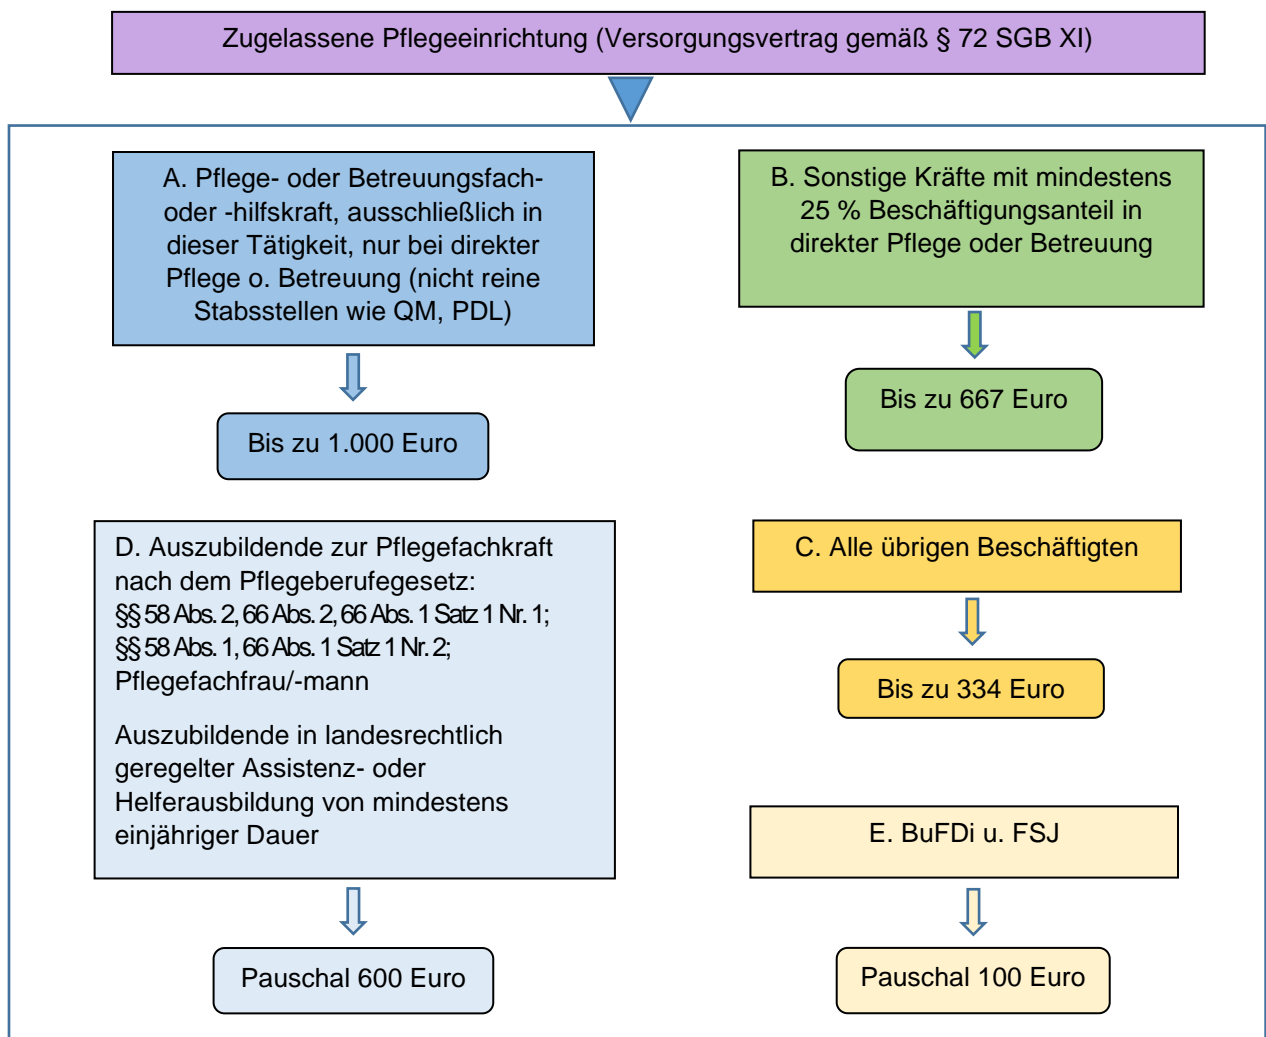 Zugelassene Pflegeeinrichtung (Versorgungsvertrag gemäß § 72 SGB XI)
A. Pflege- oder Betreuungsfach-
oder -hilfskraft, ausschließlich in
dieser Tätigkeit, nur bei direkter
Pflege o. Betreuung (nicht reine
Stabsstellen wie QM, PDL)
Bis zu 1.000 Euro
B. Sonstige Kräfte mit mindestens
25 % Beschäftigungsanteil in
direkter Pflege oder Betreuung
Bis zu 667 Euro
D. Auszubildende zur Pflegefachkraft
nach dem Pflegeberufegesetz:
§§ 58 Abs. 2, 66 Abs. 2, 66 Abs. 1 Satz 1 Nr. 1;
§§ 58 Abs. 1, 66 Abs. 1 Satz 1 Nr. 2;
Pflegefachfrau/-mann
Auszubildende in landesrechtlich
geregelter Assistenz- oder
Helferausbildung von mindestens
einjähriger Dauer
Pauschal 600 Euro
C. Alle übrigen Beschäftigten
Bis zu 334 Euro
E. BuFDi u. FSJ
Pauschal 100 Euro